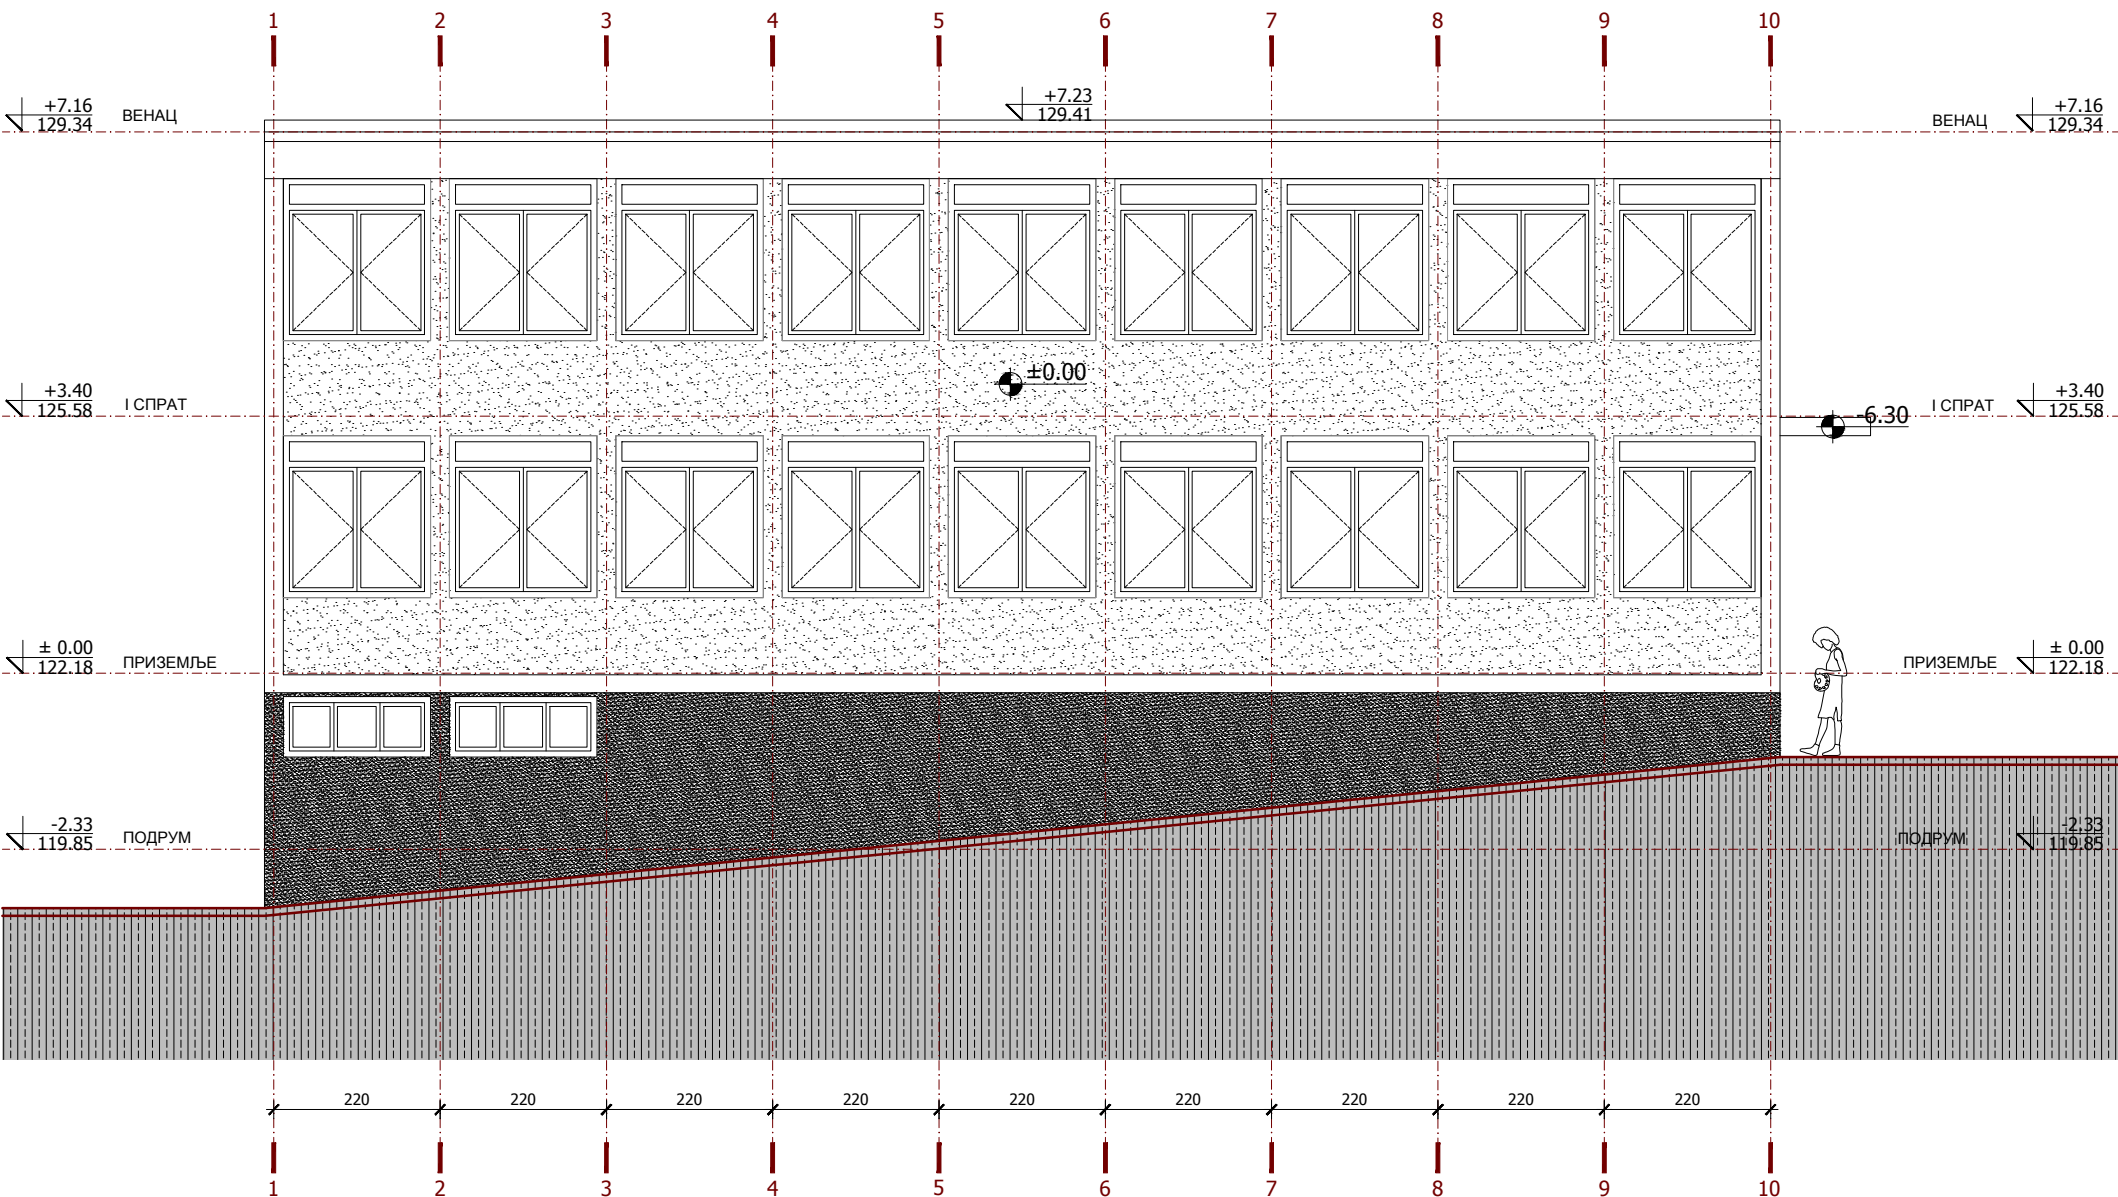 1 2 3 4 5 6 7 8 9 10
+7.16
129.34
ВЕНАЦ
+7.23
129.41
ВЕНАЦ
+7.16
129.34
±0.00
+3.40
125.58
I СПРАТ
I СПРАТ
+3.40
125.58
-6.30
± 0.00
122.18
ПРИЗЕМЉЕ
ПРИЗЕМЉЕ
± 0.00
122.18
-2.33
119.85
ПОДРУМ
ПОДРУМ
-2.33
119.85
220 220 220 220 220 220 220 220 220
1 2 3 4 5 6 7 8 9 10